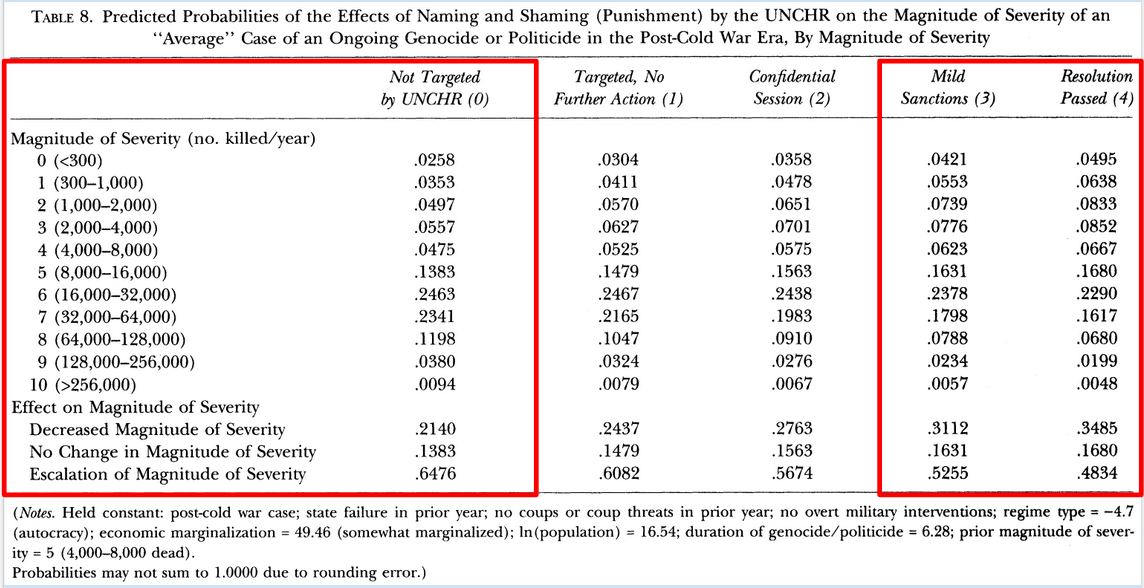 TABLE 8. Predicted Probabilities of the Effects of Naming and Shaming (Punishment) by the UNCHR on the Magnitude of Severity of an
‘‘Average’’ Case of an Ongoing Genocide or Politicide in the Post-Cold War Era, By Magnitude of Severity
Not Targeted Targeted, No Confidential Mild Resolution
by UNCHR (0) Further Action (1) Session (2) Sanctions (3) Passed (4)
Magnitude of Severity (no. killed/year)
0 (<300) .0258 .0304 .0358 .0421 .0495
1 (300–1,000) .0353 .0411 .0478 .0553 .0638
2 (1,000–2,000) .0497 .0570 .0651 .0739 .0833
3 (2,000–4,000) .0557 .0627 .0701 .0776 .0852
4 (4,000–8,000) .0475 .0525 .0575 .0623 .0667
5 (8,000–16,000) .1383 .1479 .1563 .1631 .1680
6 (16,000–32,000) .2463 .2467 .2438 .2378 .2290
7 (32,000–64,000) .2341 .2165 .1983 .1798 .1617
8 (64,000–128,000) .1198 .1047 .0910 .0788 .0680
9 (128,000–256,000) .0380 .0324 .0276 .0234 .0199
10 (>256,000) .0094 .0079 .0067 .0057 .0048
Effect on Magnitude of Severity
Decreased Magnitude of Severity .2140 .2437 .2763 .3112 .3485
No Change in Magnitude of Severity .1383 .1479 .1563 .1631 .1680
Escalation of Magnitude of Severity .6476 .6082 .5674 .5255 .4834
(Notes. Held constant: post-cold war case; state failure in prior year; no coups or coup threats in prior year; no overt military interventions; regime type = −4.7
(autocracy); economic marginalization = 49.46 (somewhat marginalized); ln(population) = 16.54; duration of genocide/politicide = 6.28; prior magnitude of sever-
ity = 5 (4,000–8,000 dead).
Probabilities may not sum to 1.0000 due to rounding error.)